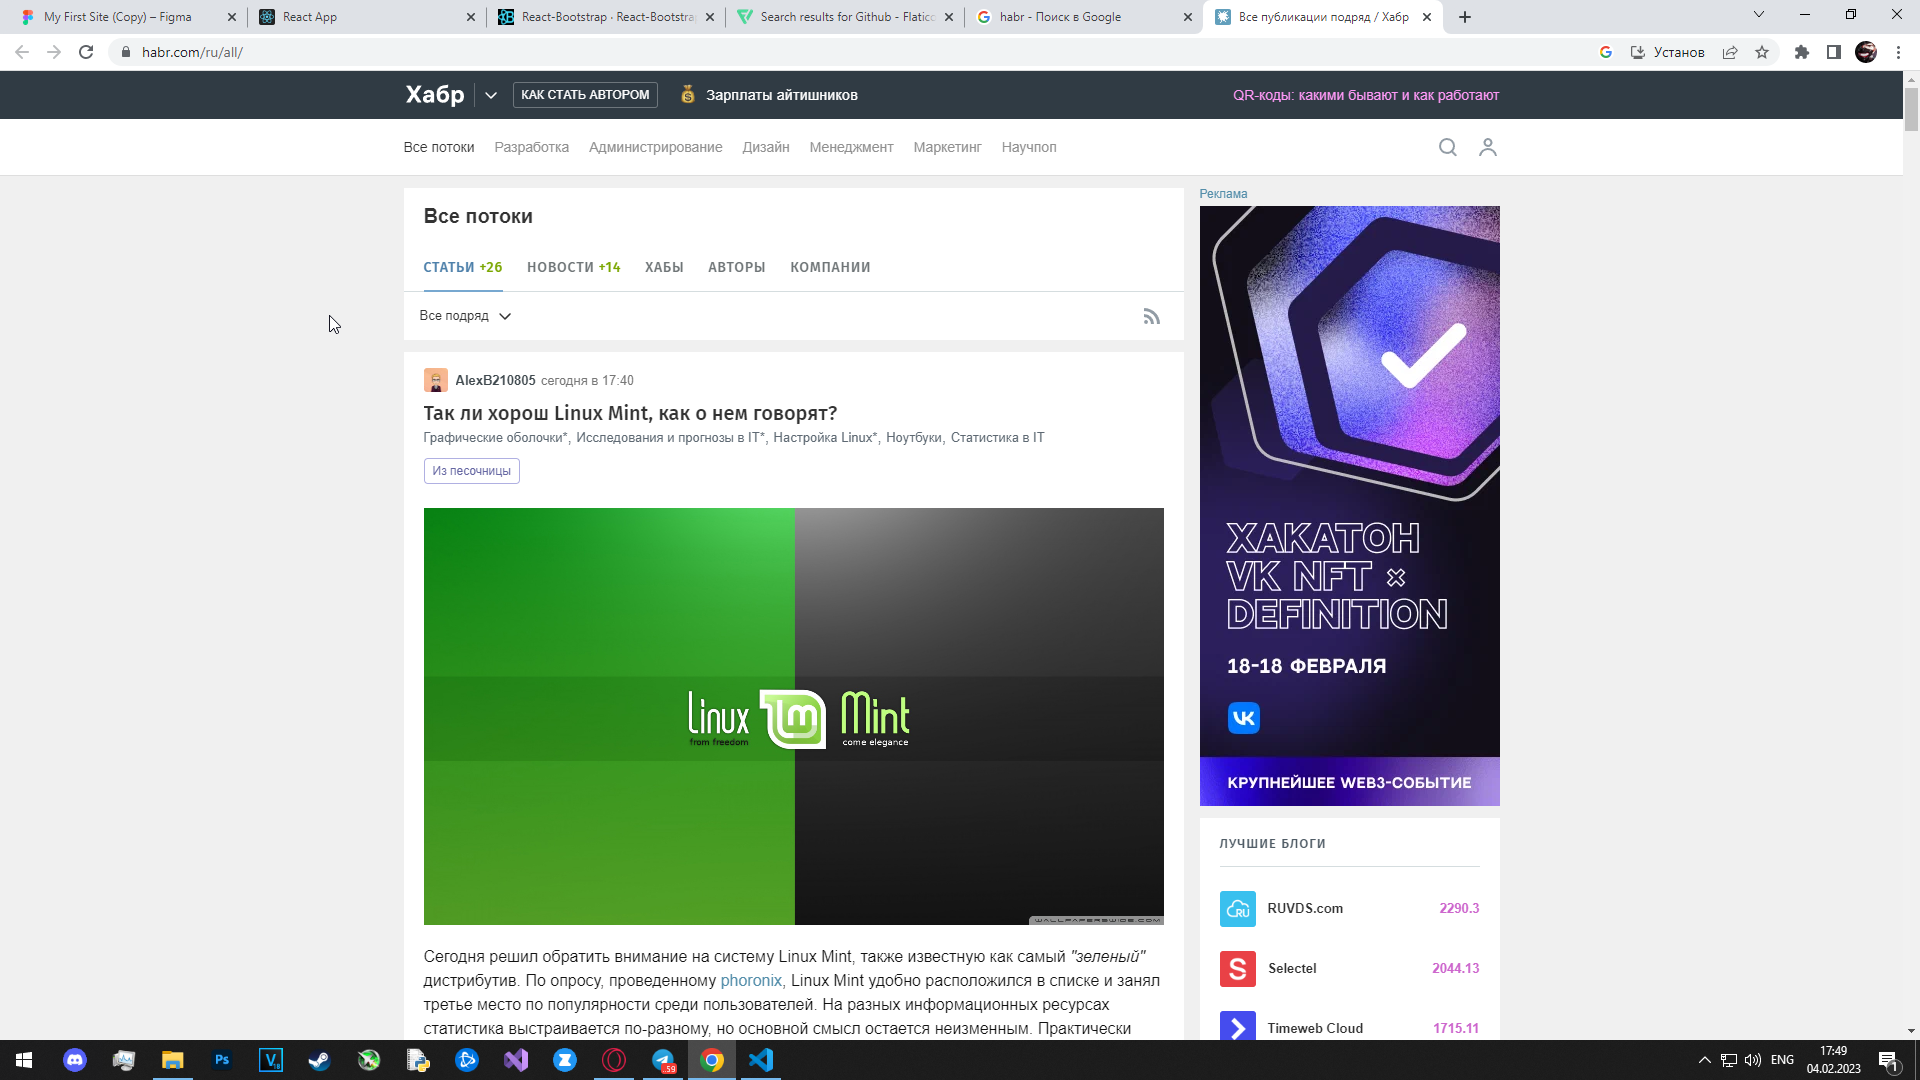 My First Site (Copy) – Figma
React App
React-Bootstrap · React-Bootstra
Search results for Github - Flatico
habr - Поиск в Google
Все публикации подряд / Хабр
habr.com/ru/all/
Установ
Хабр
КАК СТАТЬ АВТОРОМ
Зарплаты айтишников
QR-коды: какими бывают и как работают
Все потоки
Разработка
Администрирование
Дизайн
Менеджмент
Маркетинг
Научпоп
Все потоки
СТАТЬИ +26
НОВОСТИ +14
ХАБЫ
АВТОРЫ
КОМПАНИИ
Все подряд
AlexB210805 сегодня в 17:40
Так ли хорош Linux Mint, как о нем говорят?
Графические оболочки*, Исследования и прогнозы в IT*, Настройка Linux*, Ноутбуки, Статистика в IT
Из песочницы
Linux Mint
from freedom come elegance
WALLPAPERSWIDE.COM
Сегодня решил обратить внимание на систему Linux Mint, также известную как самый "зеленый"
дистрибутив. По опросу, проведенному phoronix, Linux Mint удобно расположился в списке и занял
третье место по популярности среди пользователей. На разных информационных ресурсах
статистика выстраивается по-разному, но основной смысл остается неизменным. Практически
Реклама
ХАКАТОН
VK NFT ×
DEFINITION
18-18 ФЕВРАЛЯ
КРУПНЕЙШЕЕ WEB3-СОБЫТИЕ
ЛУЧШИЕ БЛОГИ
RUVDS.com 2290.3
Selectel 2044.13
Timeweb Cloud 1715.11
Ps
ENG
17:49
04.02.2023